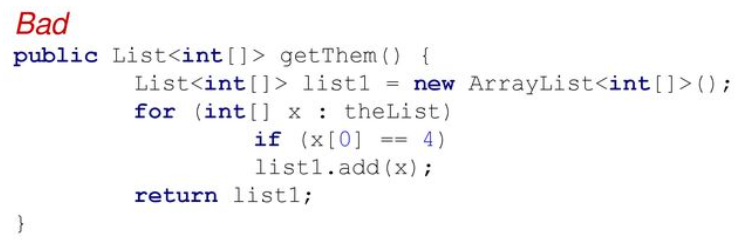 Bad
public List<int[]> getThem() {
        List<int[]> list1 = new ArrayList<int[]>();
        for (int[] x : theList)
                if (x[0] == 4)
                list1.add(x);
        return list1;
}